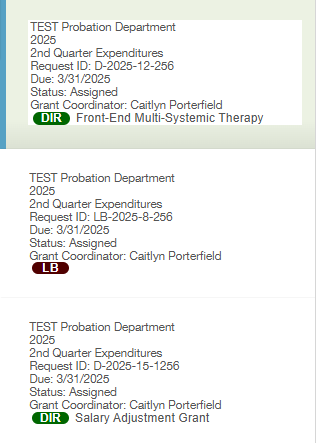 TEST Probation Department
2025
2nd Quarter Expenditures
Request ID: D-2025-12-256
Due: 3/31/2025
Status: Assigned
Grant Coordinator: Caitlyn Porterfield
DIR Front-End Multi-Systemic Therapy
TEST Probation Department
2025
2nd Quarter Expenditures
Request ID: LB-2025-8-256
Due: 3/31/2025
Status: Assigned
Grant Coordinator: Caitlyn Porterfield
LB
TEST Probation Department
2025
2nd Quarter Expenditures
Request ID: D-2025-15-1256
Due: 3/31/2025
Status: Assigned
Grant Coordinator: Caitlyn Porterfield
DIR Salary Adjustment Grant